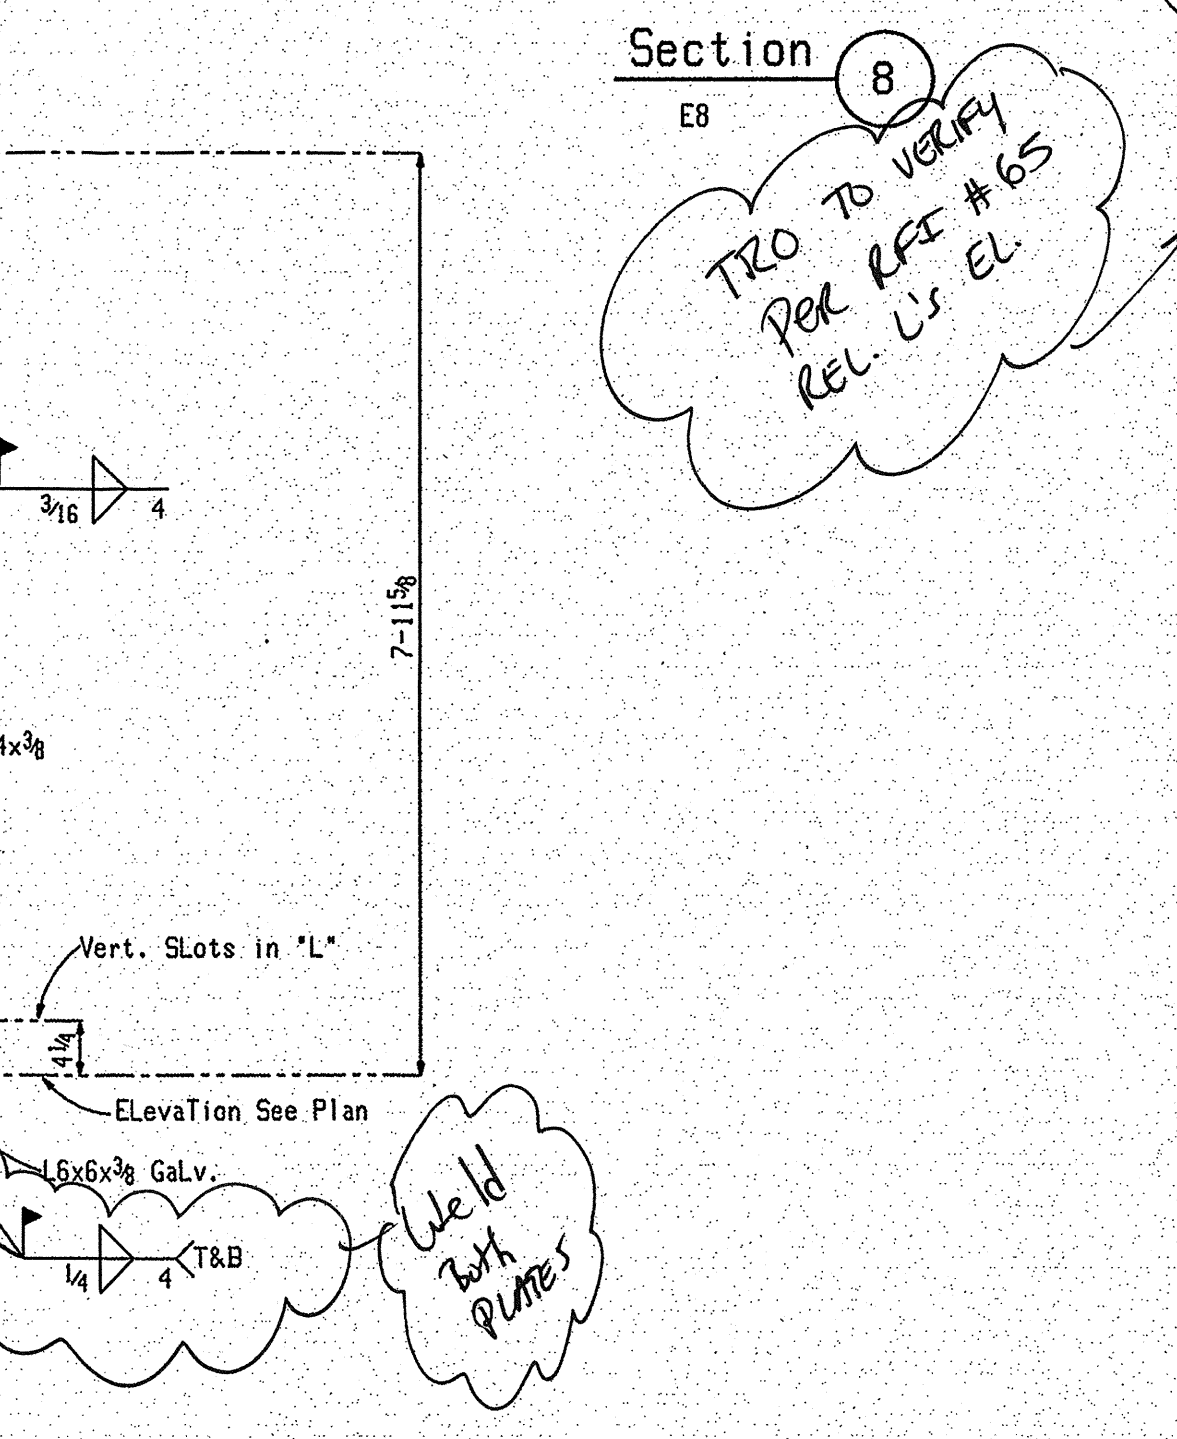 Section 8
E8
TRO TO VERIFY
PER RFI #65
REL. L's EL.
3/16 4
7-11 5/8
4x3/8
Vert. SLots in "L"
4 1/4
ELevaTion See Plan
L6x6x3/8 GaLv.
1/4 4 T&B
Weld
Both
PLATES